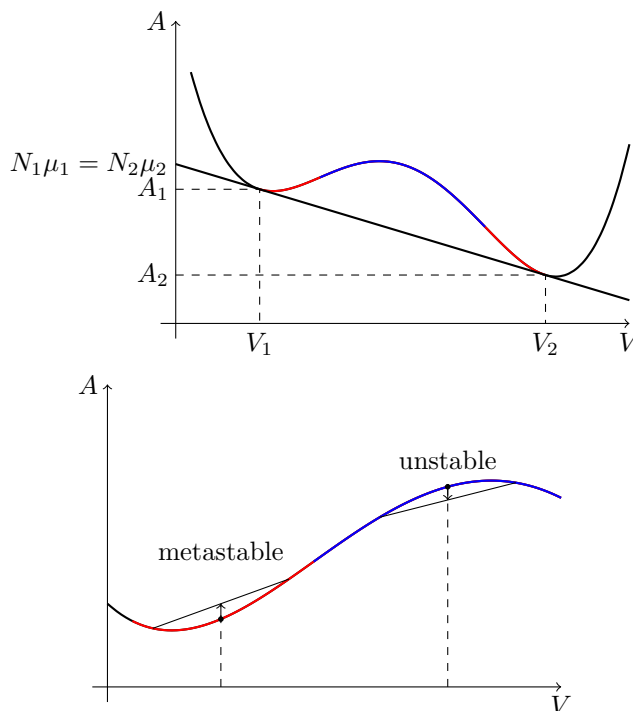 A
N₁μ₁ = N₂μ₂
A₁
A₂
V₁
V₂
V
A
unstable
metastable
V